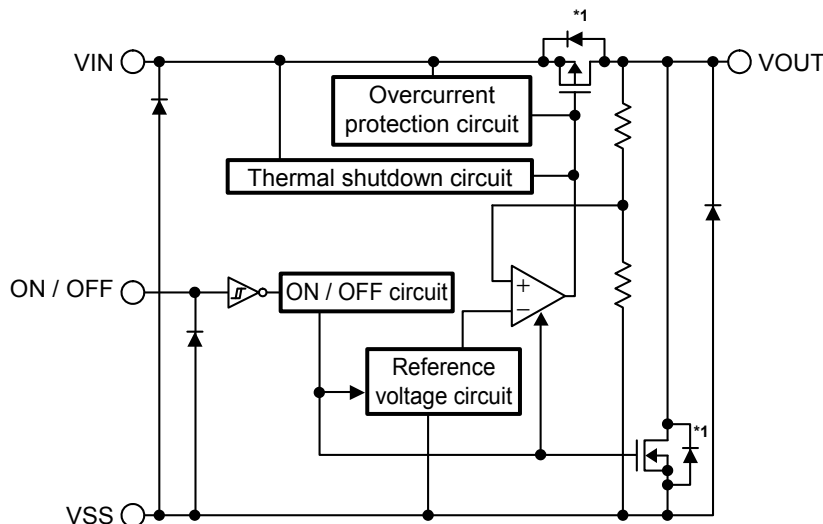 *1
VIN
VOUT
Overcurrent
protection circuit
Thermal shutdown circuit
+
−
ON / OFF
ON / OFF circuit
Reference
voltage circuit
*1
VSS